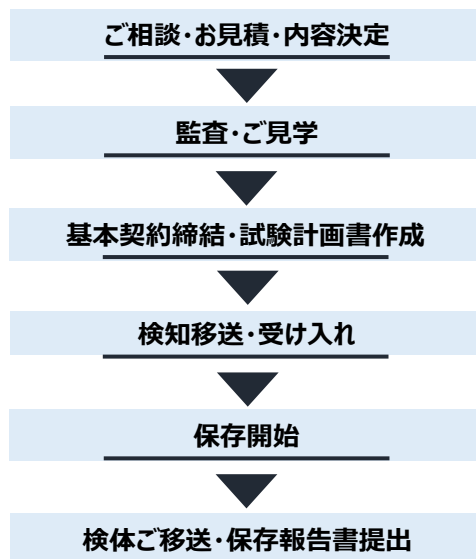 ご相談・お見積・内容決定
監査・ご見学
基本契約締結・試験計画書作成
検知移送・受け入れ
保存開始
検体ご移送・保存報告書提出